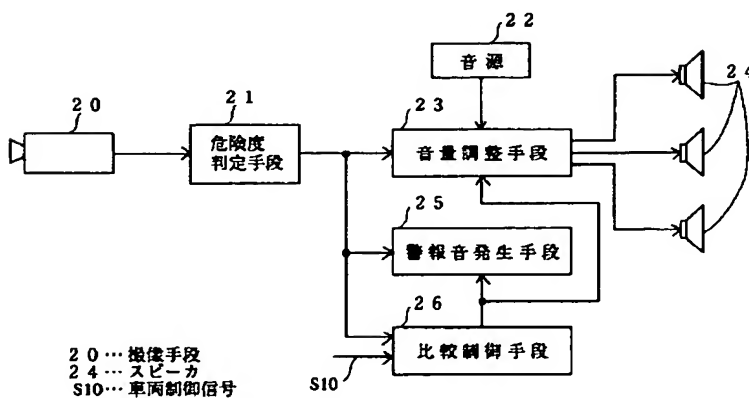 22
音源
24
20
21
危険度
判定手段
23
音量調整手段
25
警報音発生手段
26
比較制御手段
S10
20…撮像手段
24…スピーカ
S10…車両制御信号